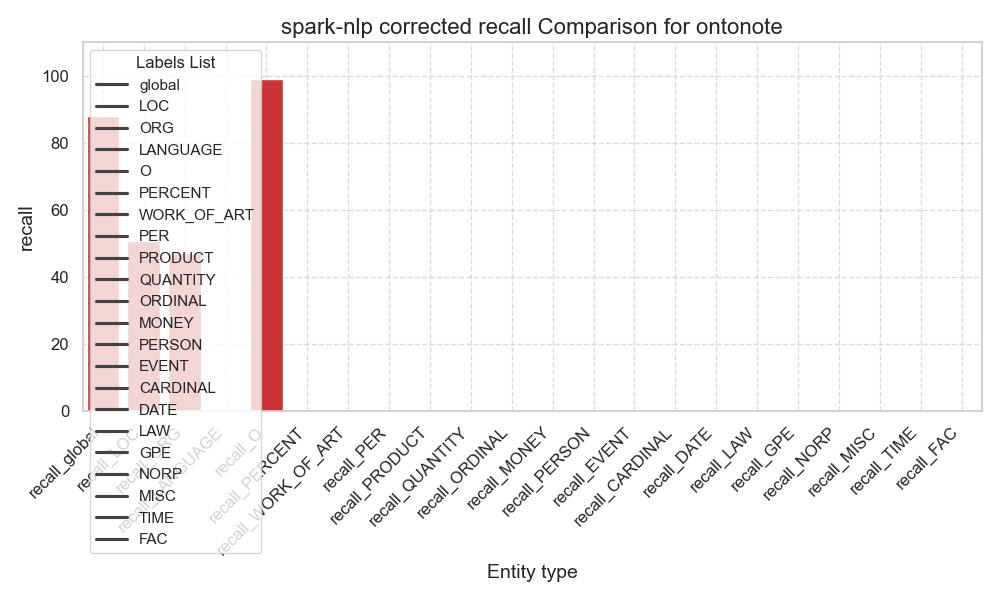 spark-nlp corrected recall Comparison for ontonote
recall
100
80
60
40
20
0
Labels List
global
LOC
ORG
LANGUAGE
O
PERCENT
WORK_OF_ART
PER
PRODUCT
QUANTITY
ORDINAL
MONEY
PERSON
EVENT
CARDINAL
DATE
LAW
GPE
NORP
MISC
TIME
FAC
recall_global
recall_LOC
recall_ORG
recall_LANGUAGE
recall_O
recall_PERCENT
recall_WORK_OF_ART
recall_PER
recall_PRODUCT
recall_QUANTITY
recall_ORDINAL
recall_MONEY
recall_PERSON
recall_EVENT
recall_CARDINAL
recall_DATE
recall_LAW
recall_GPE
recall_NORP
recall_MISC
recall_TIME
recall_FAC
Entity type